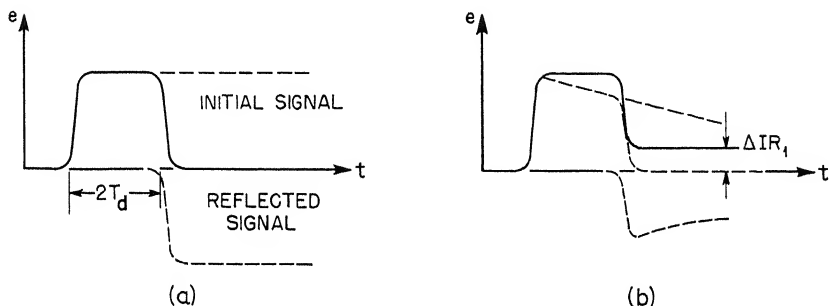 e
INITIAL SIGNAL
t
2T_d
REFLECTED
SIGNAL
(a)
e
ΔIR₁
t
(b)